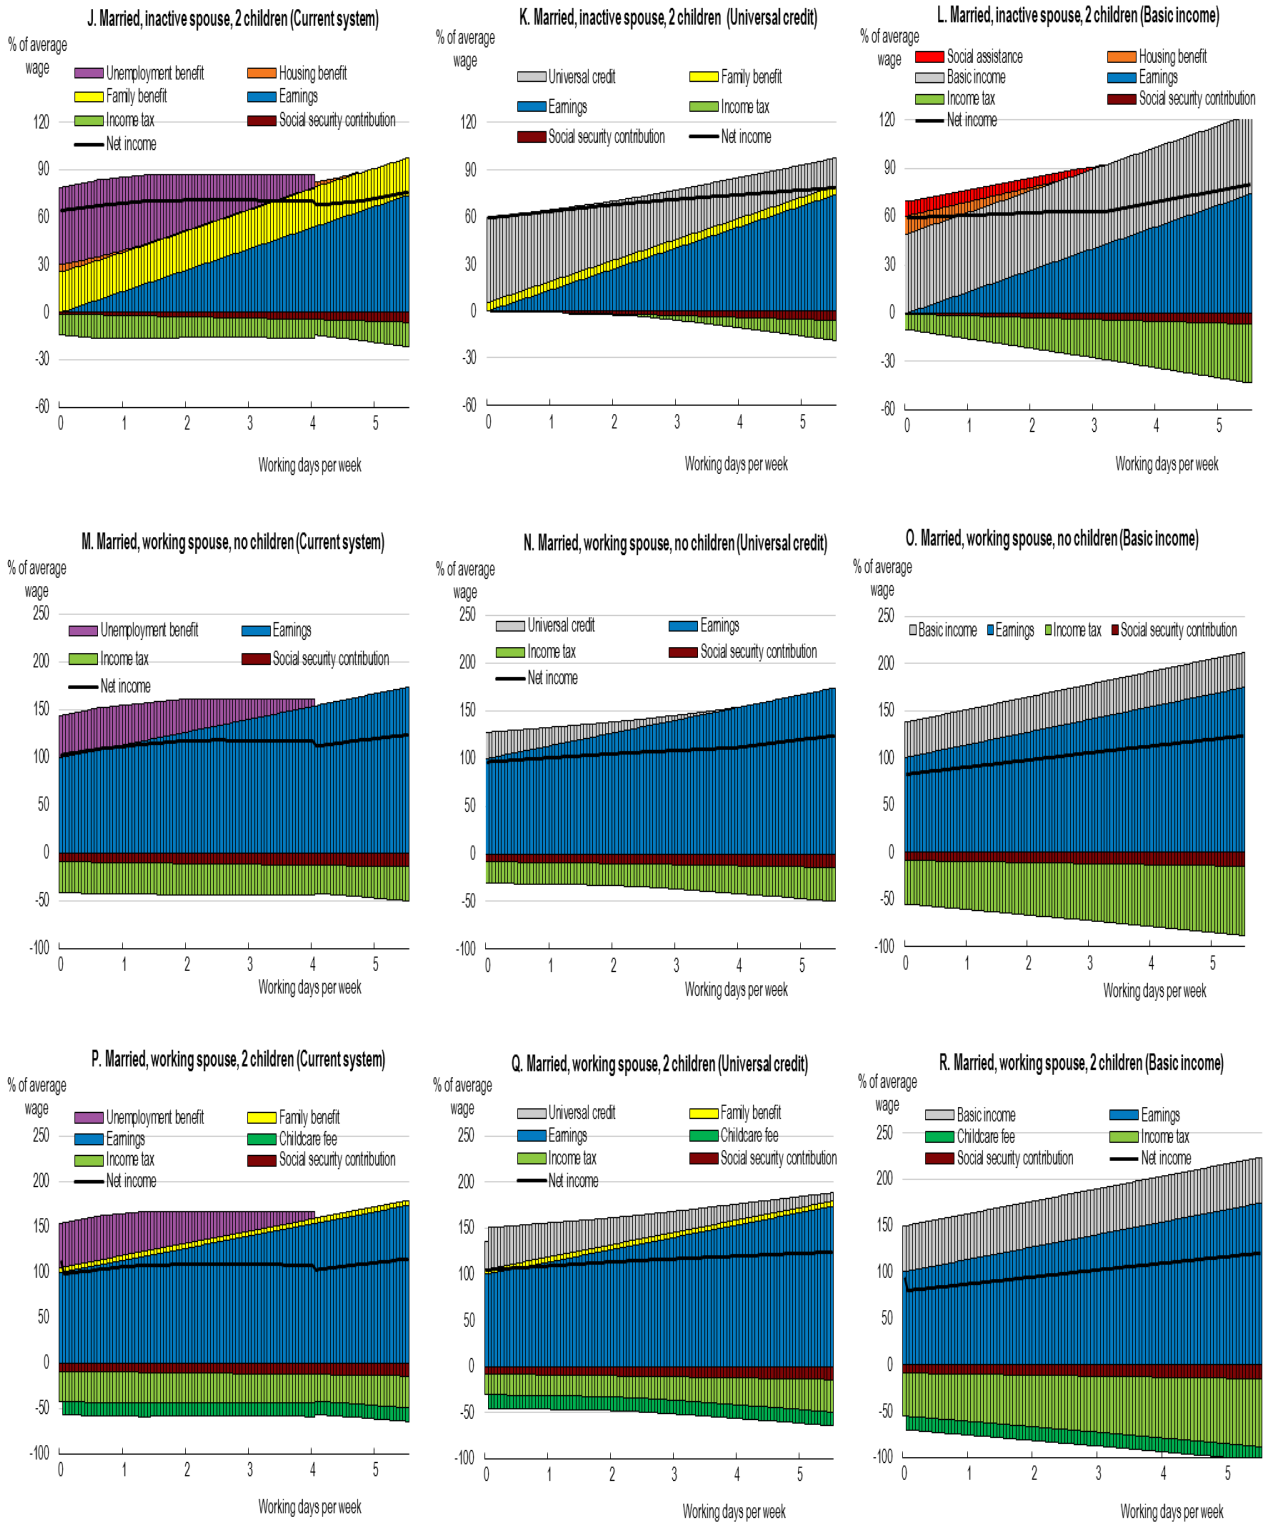 J. Married, inactive spouse, 2 children (Current system)
% of average
wage
Unemployment benefit
Housing benefit
Family benefit
Earnings
Income tax
Social security contribution
Net income
120
90
60
30
0
-30
-60
0 1 2 3 4 5
Working days per week
K. Married, inactive spouse, 2 children (Universal credit)
% of average
wage
Universal credit
Family benefit
Earnings
Income tax
Social security contribution
Net income
120
90
60
30
0
-30
-60
0 1 2 3 4 5
Working days per week
L. Married, inactive spouse, 2 children (Basic income)
% of average
wage
Social assistance
Housing benefit
Basic income
Earnings
Income tax
Social security contribution
Net income
120
90
60
30
0
-30
-60
0 1 2 3 4 5
Working days per week
M. Married, working spouse, no children (Current system)
% of average
wage
250
Unemployment benefit
Earnings
200
Income tax
Social security contribution
Net income
150
100
50
0
-50
-100
0 1 2 3 4 5
Working days per week
N. Married, working spouse, no children (Universal credit)
% of average
wage
250
Universal credit
Earnings
Income tax
Social security contribution
200
Net income
150
100
50
0
-50
-100
0 1 2 3 4 5
Working days per week
O. Married, working spouse, no children (Basic income)
% of average
wage
250
Basic income Earnings Income tax Social security contribution
200
150
100
50
0
-50
-100
0 1 2 3 4 5
Working days per week
P. Married, working spouse, 2 children (Current system)
% of average
wage
Unemployment benefit
Family benefit
250
Earnings
Childcare fee
Income tax
Social security contribution
200
Net income
150
100
50
0
-50
-100
0 1 2 3 4 5
Working days per week
Q. Married, working spouse, 2 children (Universal credit)
% of average
wage
Universal credit
Family benefit
250
Earnings
Childcare fee
Income tax
Social security contribution
200
Net income
150
100
50
0
-50
-100
0 1 2 3 4 5
Working days per week
R. Married, working spouse, 2 children (Basic income)
% of average
wage
Basic income
Earnings
250
Childcare fee
Income tax
Social security contribution
Net income
200
150
100
50
0
-50
-100
0 1 2 3 4 5
Working days per week